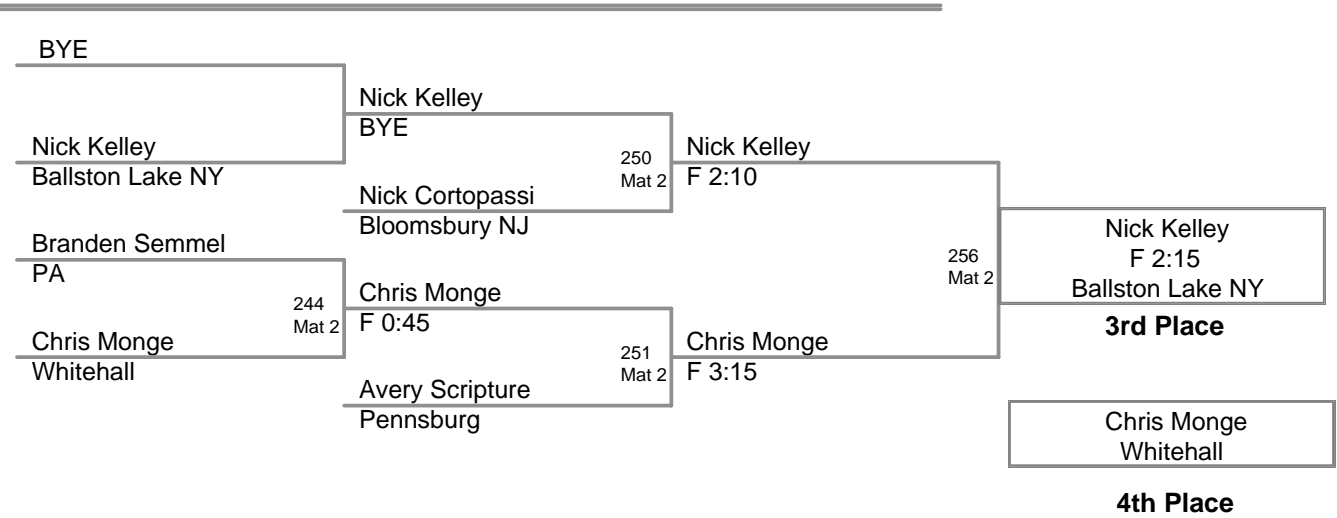 BYE
Nick Kelley
Ballston Lake NY
Branden Semmel
PA
244
Mat 2
Chris Monge
Whitehall
Nick Kelley
BYE
250
Mat 2
Nick Cortopassi
Bloomsbury NJ
Chris Monge
F 0:45
251
Mat 2
Avery Scripture
Pennsburg
Nick Kelley
F 2:10
256
Mat 2
Chris Monge
F 3:15
Nick Kelley
F 2:15
Ballston Lake NY
3rd Place
Chris Monge
Whitehall
4th Place